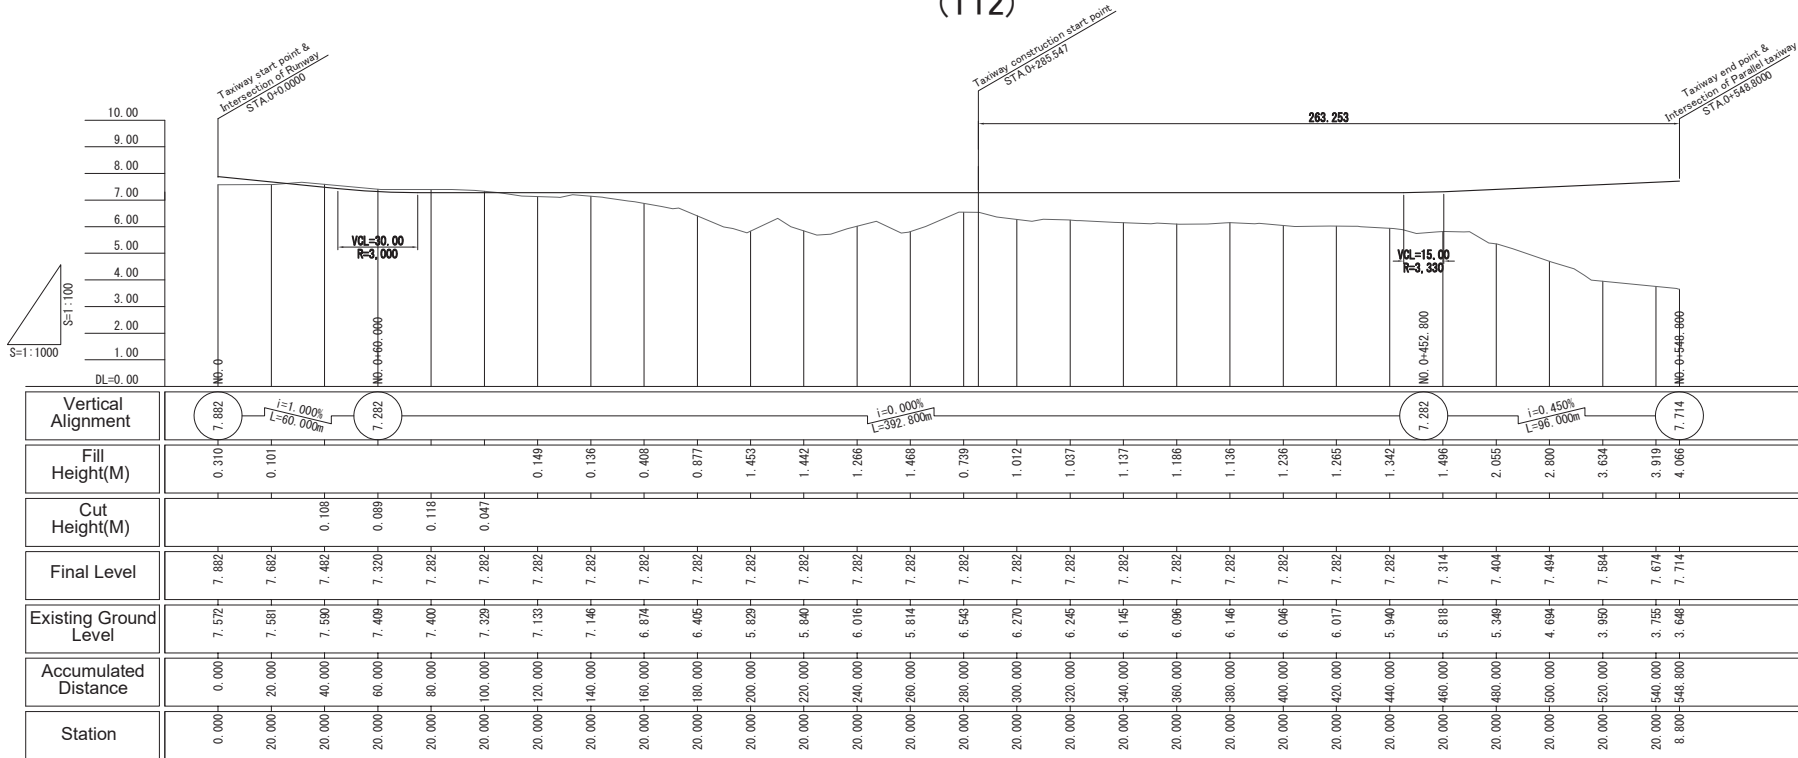 (T12)
Taxiway start point &
Intersection of Runway
STA.0+0.0000
Taxiway construction start point
STA.0+285.547
Taxiway end point &
Intersection of Parallel taxiway
STA.0+548.8000
263.253
10.00
9.00
8.00
7.00
6.00
5.00
4.00
3.00
2.00
1.00
DL=0.00
S=1:100
S=1:1000
VCL=30.00
R=3,000
VCL=15.00
R=3,330
NO.0
NO.0+60.000
NO.0+452.800
NO.0+548.800
Vertical
Alignment
7.882
i=1.000%
L=60.000m
7.282
i=0.000%
L=392.800m
7.282
i=0.450%
L=96.000m
7.714
Fill
Height(M)
0.310 0.101 0.149 0.136 0.408 0.877 1.453 1.442 1.266 1.468 0.739 1.012 1.037 1.137 1.186 1.136 1.236 1.265 1.342 1.496 2.055 2.800 3.634 3.919 4.066
Cut
Height(M)
0.108 0.089 0.118 0.047
Final Level
7.882 7.682 7.482 7.320 7.282 7.282 7.282 7.282 7.282 7.282 7.282 7.282 7.282 7.282 7.282 7.282 7.282 7.282 7.282 7.282 7.282 7.282 7.282 7.314 7.404 7.494 7.584 7.674 7.714
Existing Ground
Level
7.572 7.581 7.590 7.409 7.400 7.329 7.133 7.146 6.874 6.405 5.829 5.840 6.016 5.814 6.543 6.270 6.245 6.145 6.096 6.146 6.046 6.017 5.940 5.818 5.349 4.694 3.950 3.755 3.648
Accumulated
Distance
0.000 20.000 40.000 60.000 80.000 100.000 120.000 140.000 160.000 180.000 200.000 220.000 240.000 260.000 280.000 300.000 320.000 340.000 360.000 380.000 400.000 420.000 440.000 460.000 480.000 500.000 520.000 540.000 548.800
Station
0.000 20.000 20.000 20.000 20.000 20.000 20.000 20.000 20.000 20.000 20.000 20.000 20.000 20.000 20.000 20.000 20.000 20.000 20.000 20.000 20.000 20.000 20.000 20.000 20.000 20.000 20.000 20.000 8.800